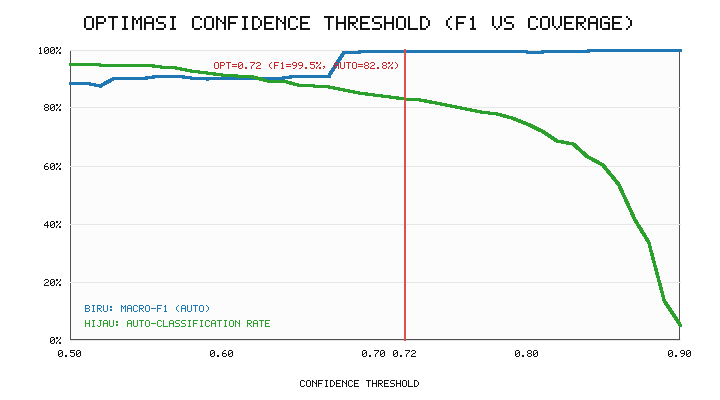 OPTIMASI CONFIDENCE THRESHOLD (F1 VS COVERAGE)
100%
OPT=0.72 (F1=99.5%, AUTO=82.8%)
80%
60%
40%
20%
BIRU: MACRO-F1 (AUTO)
HIJAU: AUTO-CLASSIFICATION RATE
0%
0.50 0.60 0.70 0.72 0.80 0.90
CONFIDENCE THRESHOLD